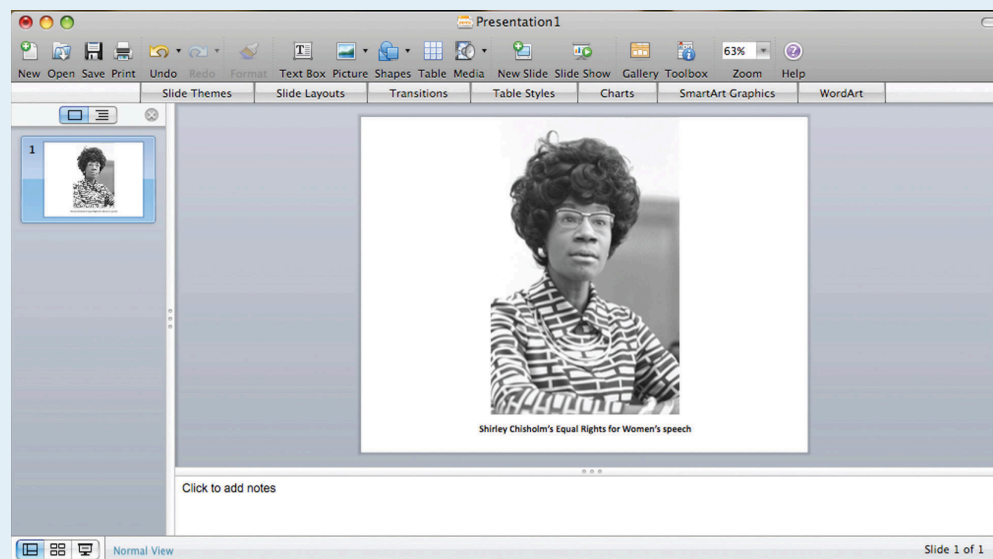 Presentation1
New Open Save Print Undo Redo Format Text Box Picture Shapes Table Media New Slide Slide Show Gallery Toolbox 63% Zoom Help
Slide Themes Slide Layouts Transitions Table Styles Charts SmartArt Graphics WordArt
1
Shirley Chisholm's Equal Rights for Women's speech
Click to add notes
Normal View Slide 1 of 1